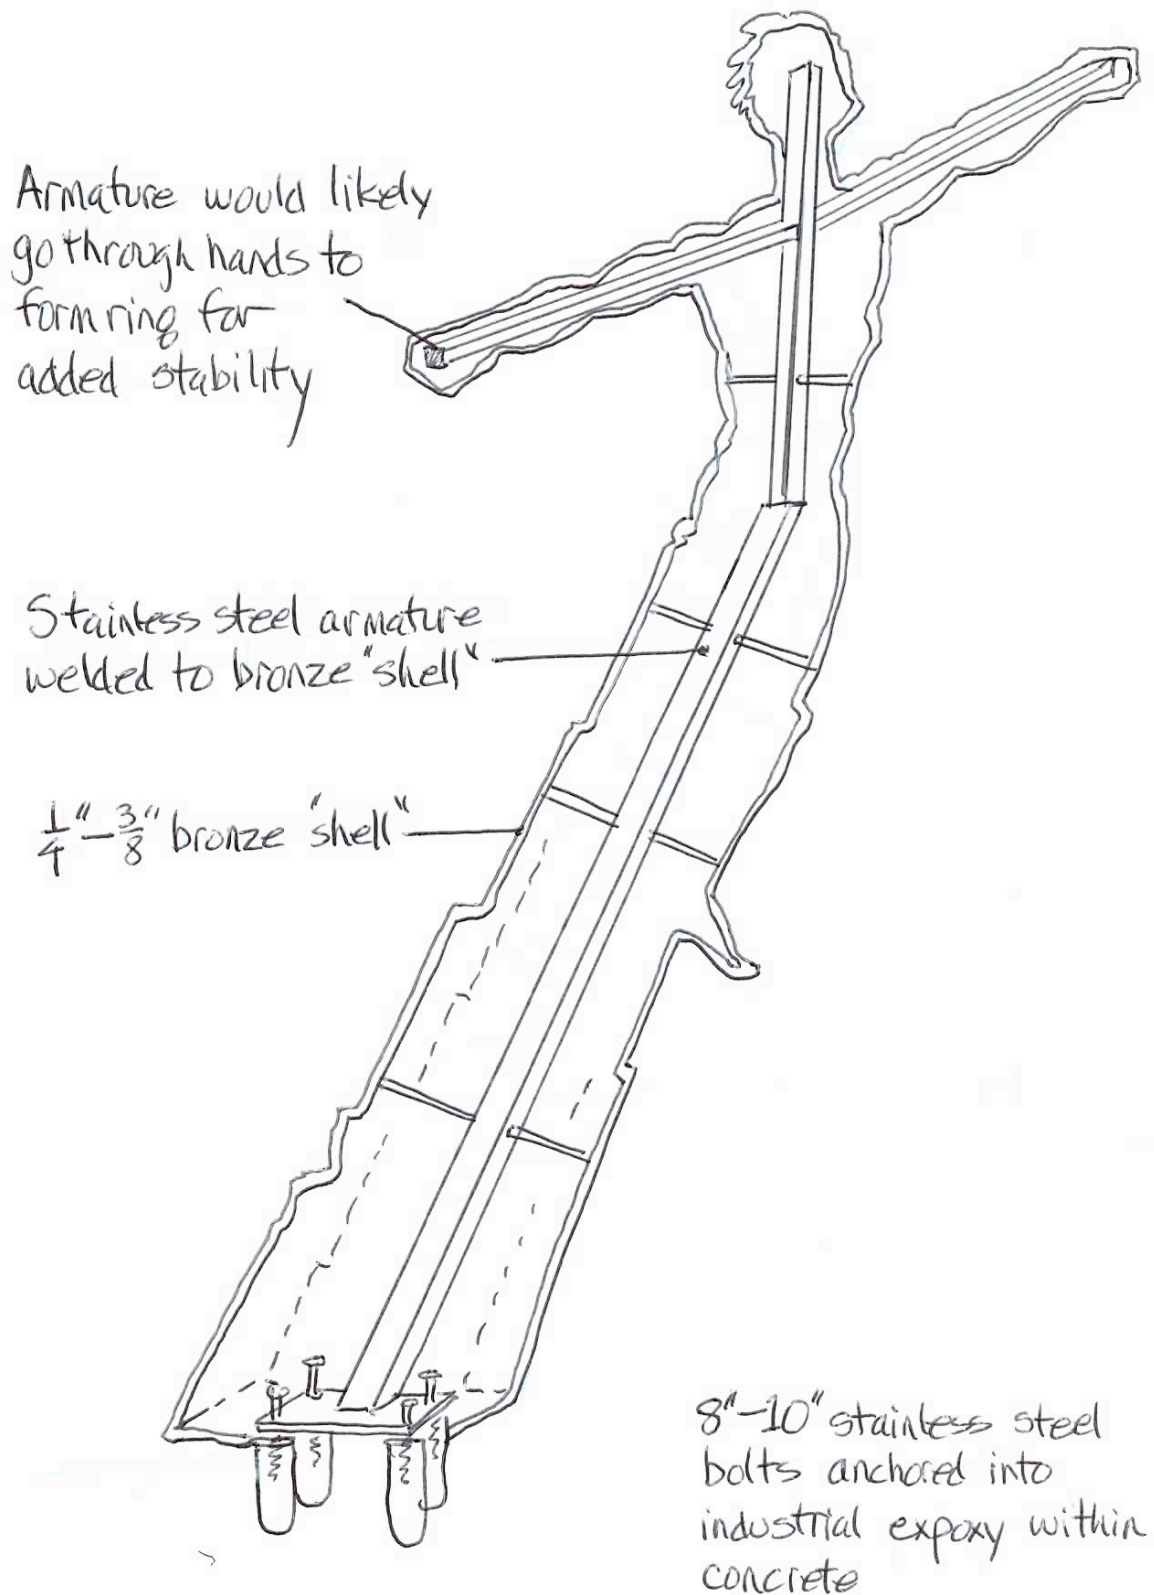 Armature would likely
go through hands to
form ring for
added stability
Stainless steel armature
welded to bronze "shell"
1/4"-3/8" bronze "shell"
8"-10" stainless steel
bolts anchored into
industrial expoxy within
concrete